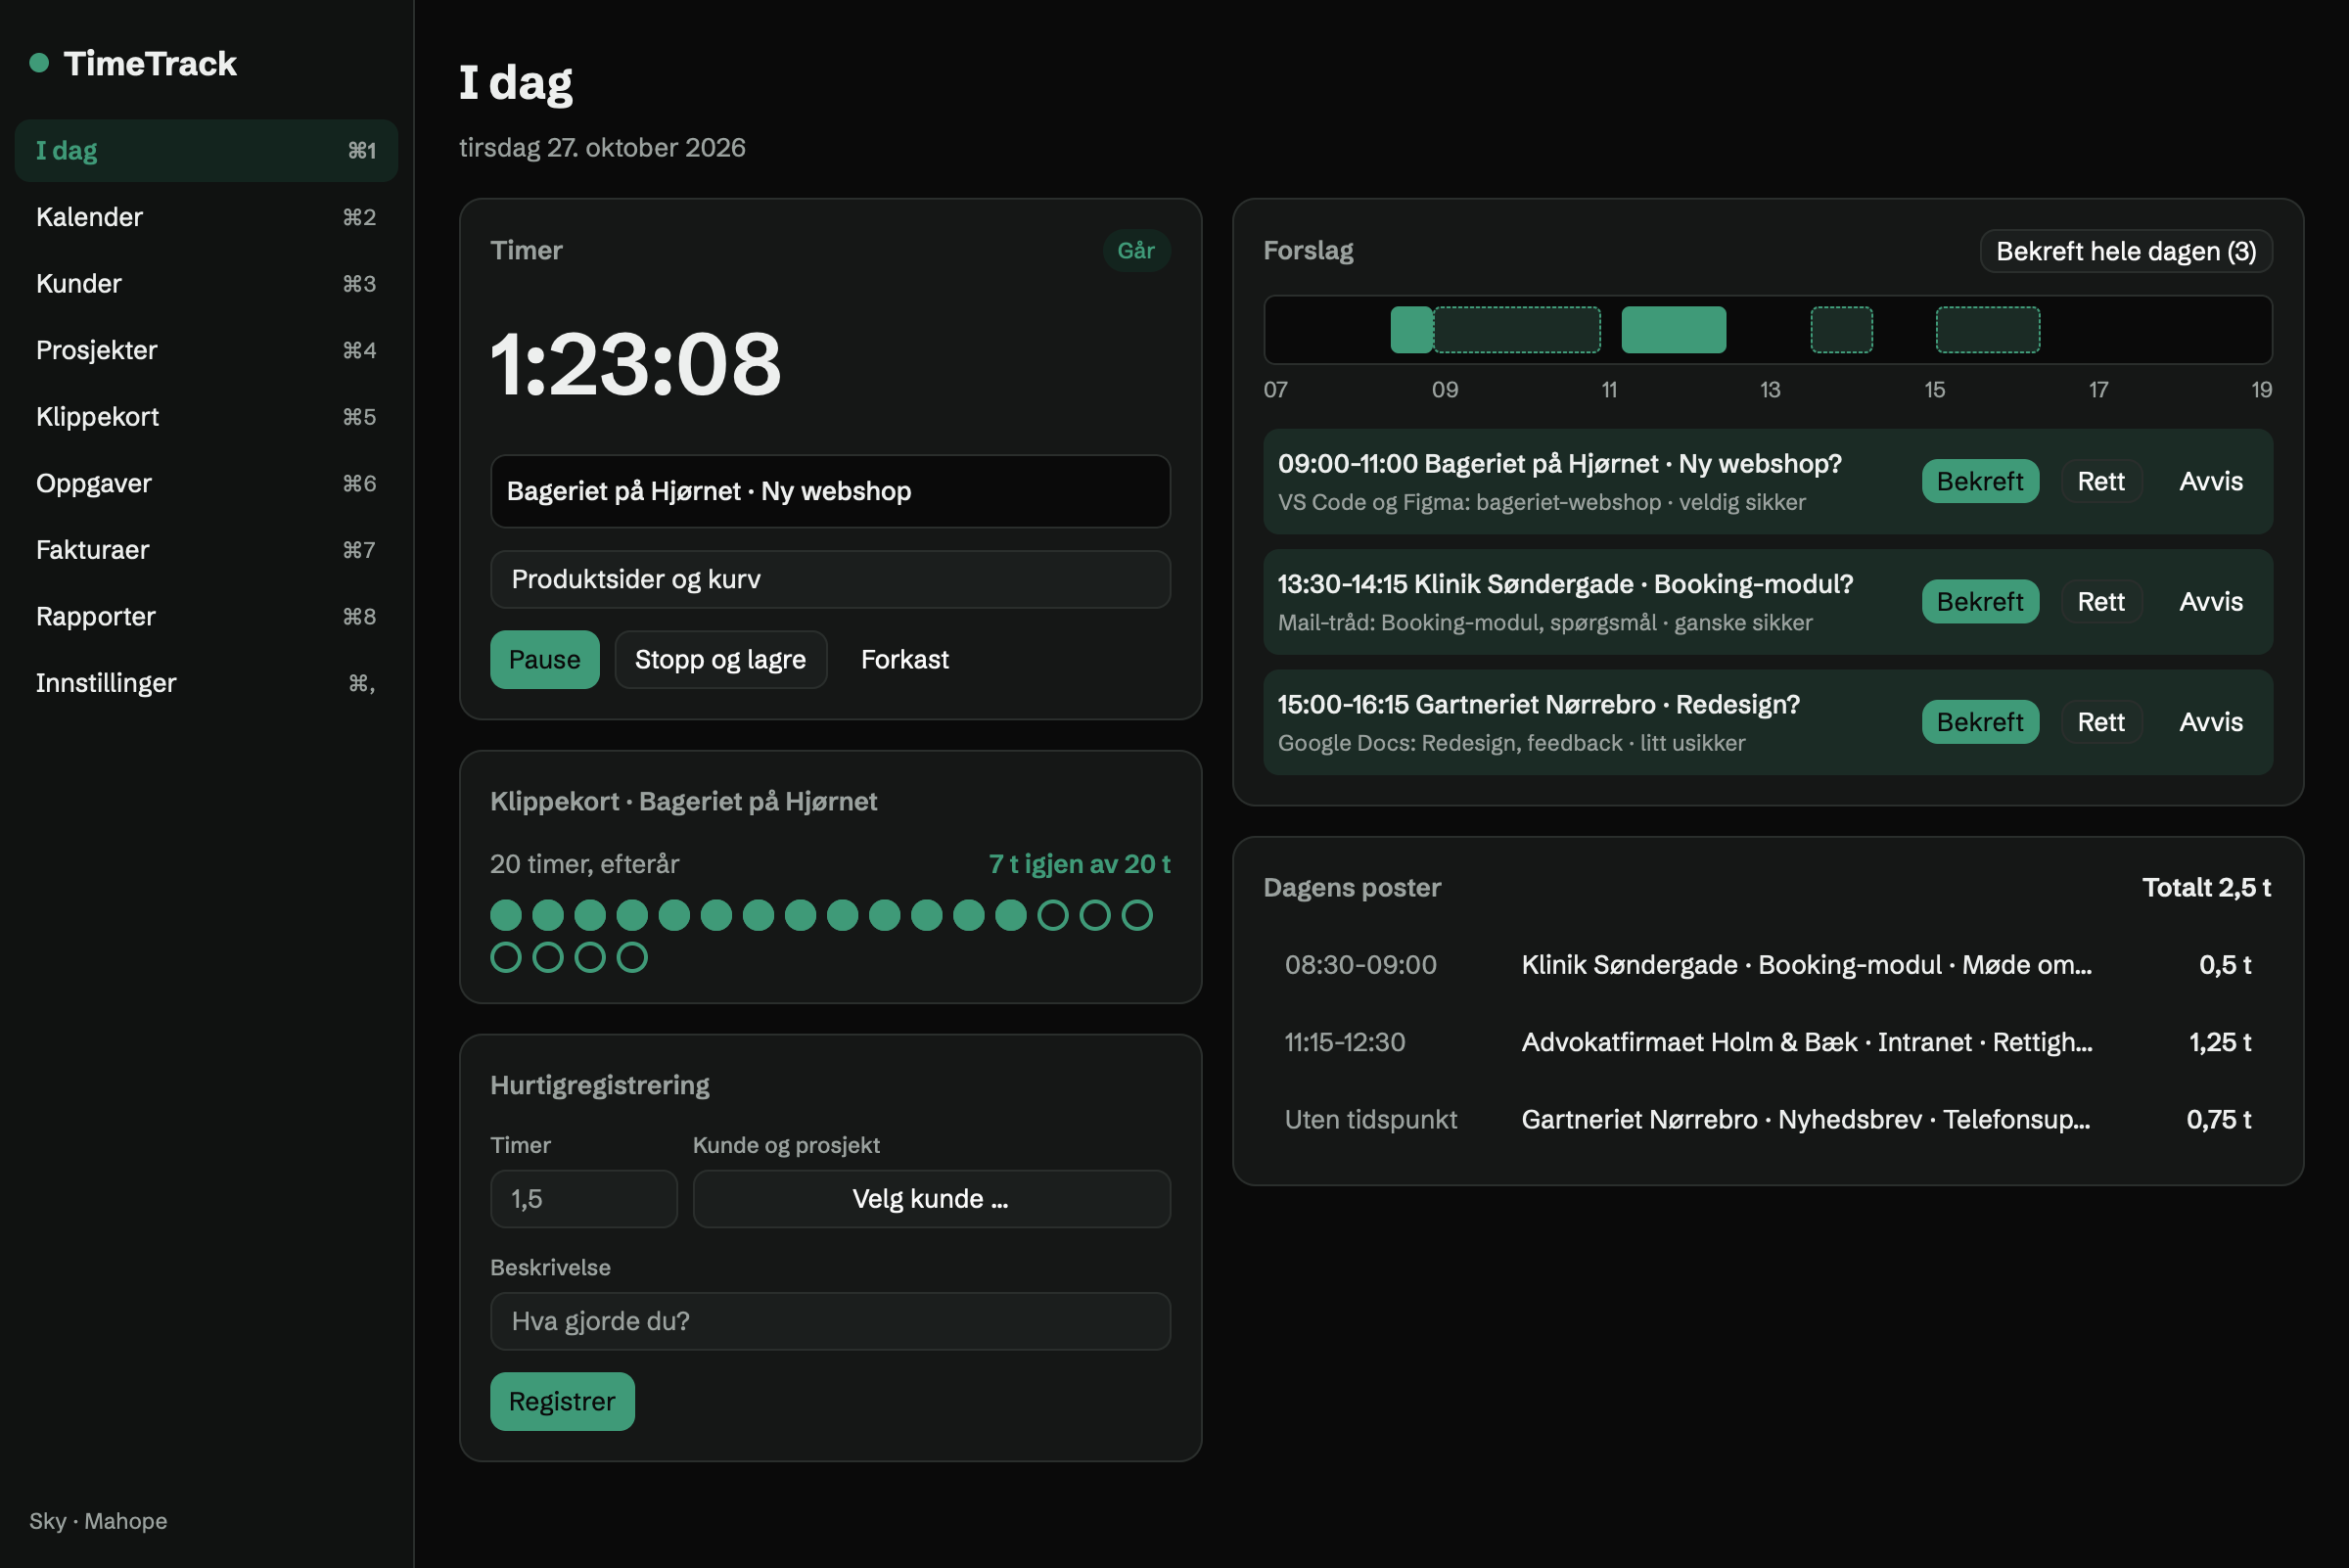 TimeTrack
I dag ⌘1
Kalender ⌘2
Kunder ⌘3
Prosjekter ⌘4
Klippekort ⌘5
Oppgaver ⌘6
Fakturaer ⌘7
Rapporter ⌘8
Innstillinger ⌘,
Sky · Mahope
I dag
tirsdag 27. oktober 2026
Timer Går
1:23:08
Bageriet på Hjørnet · Ny webshop
Produktsider og kurv
Pause Stopp og lagre Forkast
Klippekort · Bageriet på Hjørnet
20 timer, efterår 7 t igjen av 20 t
Hurtigregistrering
Timer Kunde og prosjekt
1,5 Velg kunde ...
Beskrivelse
Hva gjorde du?
Registrer
Forslag Bekreft hele dagen (3)
07 09 11 13 15 17 19
09:00-11:00 Bageriet på Hjørnet · Ny webshop?
VS Code og Figma: bageriet-webshop · veldig sikker
Bekreft Rett Avvis
13:30-14:15 Klinik Søndergade · Booking-modul?
Mail-tråd: Booking-modul, spørgsmål · ganske sikker
Bekreft Rett Avvis
15:00-16:15 Gartneriet Nørrebro · Redesign?
Google Docs: Redesign, feedback · litt usikker
Bekreft Rett Avvis
Dagens poster Totalt 2,5 t
08:30-09:00 Klinik Søndergade · Booking-modul · Møde om... 0,5 t
11:15-12:30 Advokatfirmaet Holm & Bæk · Intranet · Rettigh... 1,25 t
Uten tidspunkt Gartneriet Nørrebro · Nyhedsbrev · Telefonsup... 0,75 t